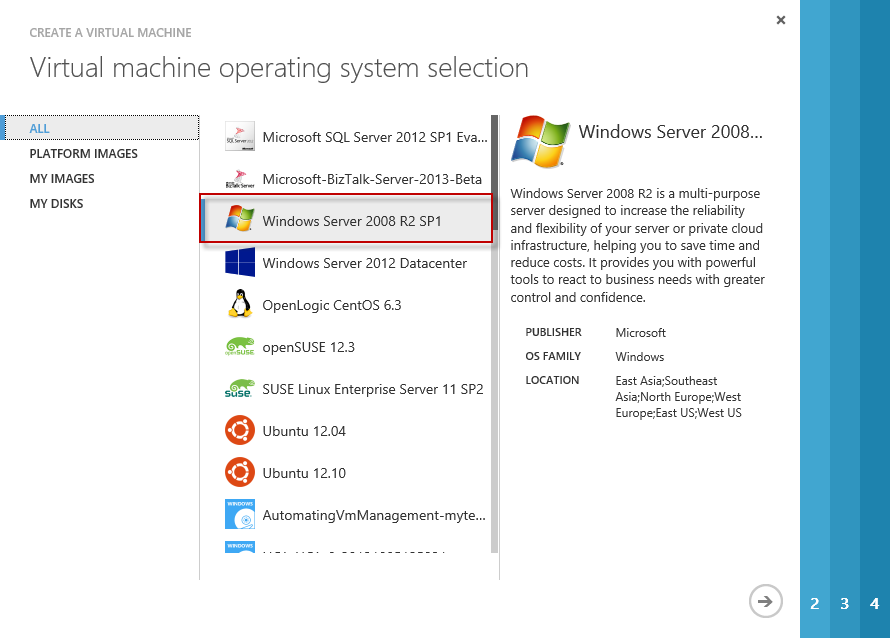 CREATE A VIRTUAL MACHINE
Virtual machine operating system selection
ALL
PLATFORM IMAGES
MY IMAGES
MY DISKS
Microsoft SQL Server 2012 SP1 Eva...
Microsoft-BizTalk-Server-2013-Beta
Windows Server 2008 R2 SP1
Windows Server 2012 Datacenter
OpenLogic CentOS 6.3
openSUSE 12.3
SUSE Linux Enterprise Server 11 SP2
Ubuntu 12.04
Ubuntu 12.10
WINDOWS
AutomatingVmManagement-myte...
WINDOWS
Windows Server 2008...
Windows Server 2008 R2 is a multi-purpose
server designed to increase the reliability
and flexibility of your server or private cloud
infrastructure, helping you to save time and
reduce costs. It provides you with powerful
tools to react to business needs with greater
control and confidence.
PUBLISHER Microsoft
OS FAMILY Windows
LOCATION East Asia;Southeast
Asia;North Europe;West
Europe;East US;West US
2 3 4